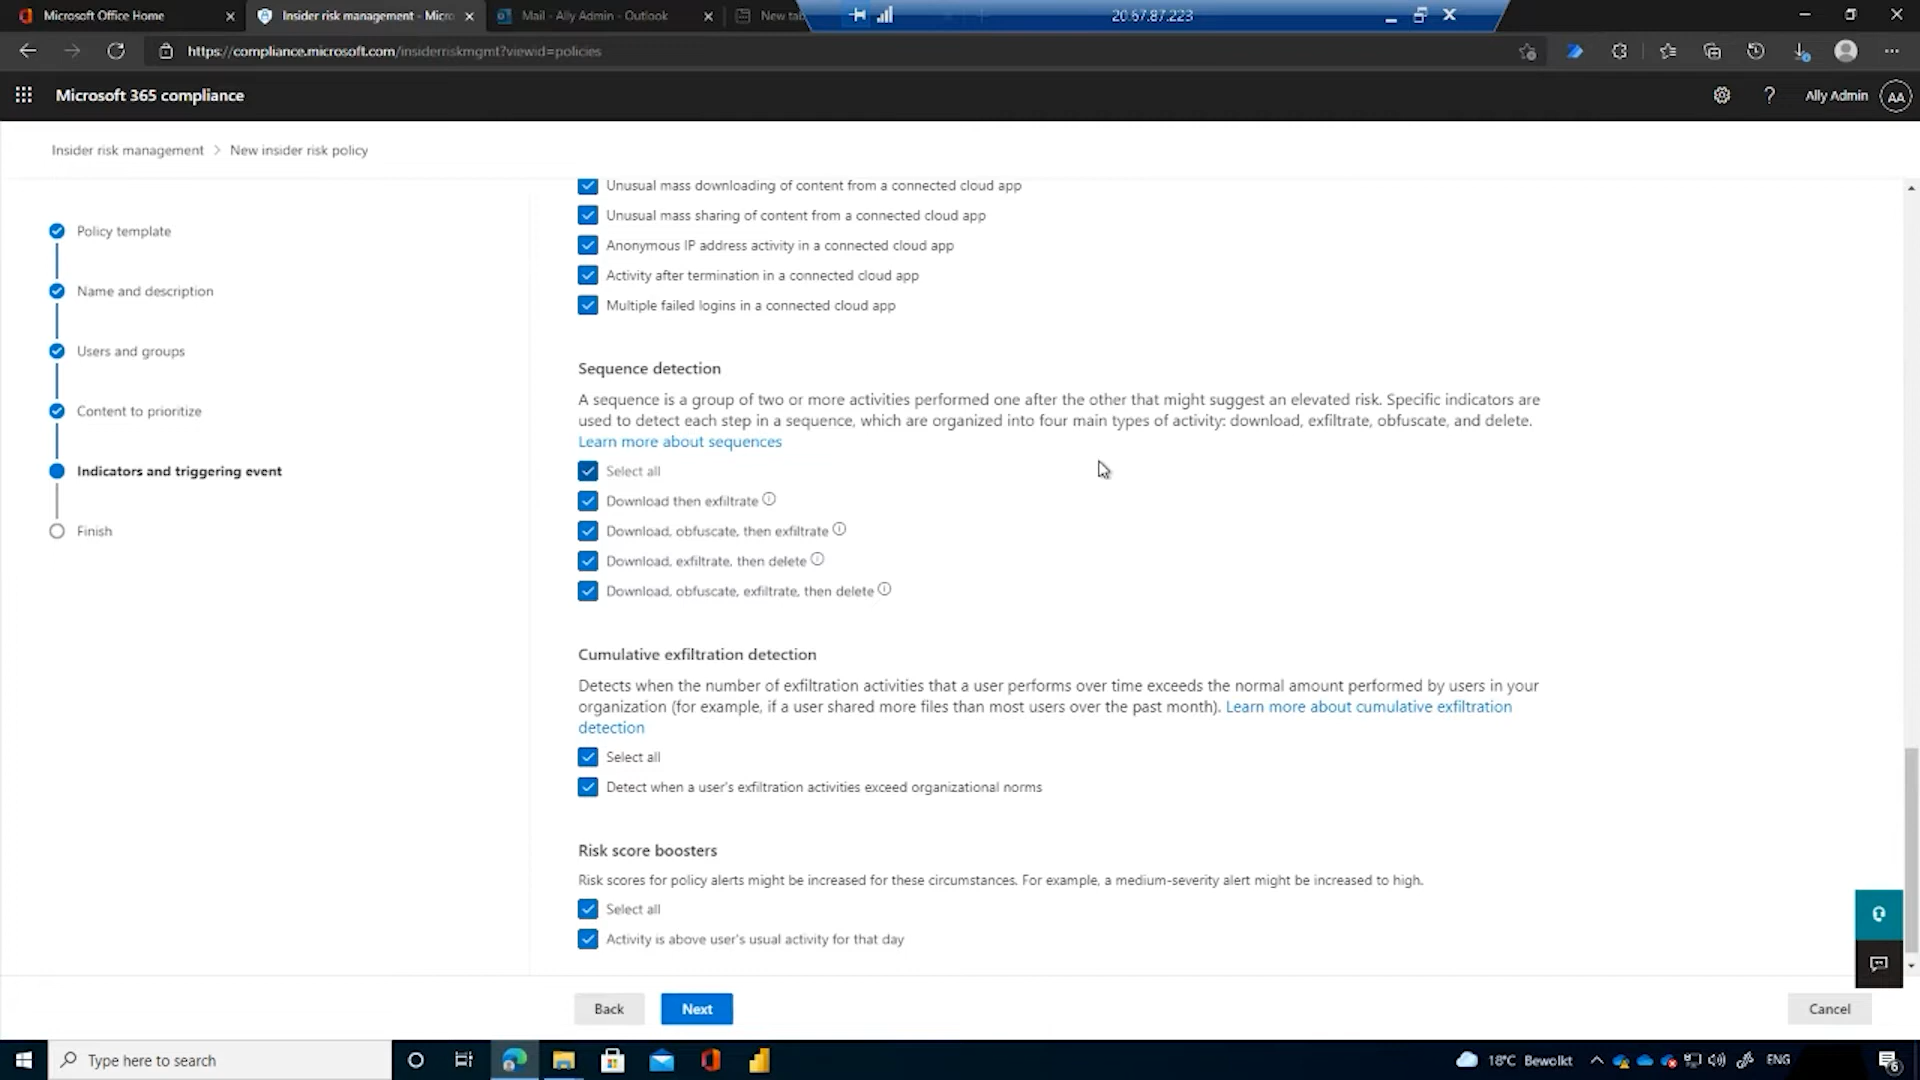 Microsoft Office Home
Insider risk management - Micro
Mail - Ally Admin - Outlook
New tab
20.67.87.223
https://compliance.microsoft.com/insiderriskmgmt?viewid=policies
Microsoft 365 compliance
Ally Admin
AA
Insider risk management > New insider risk policy
Policy template
Name and description
Users and groups
Content to prioritize
Indicators and triggering event
Finish
Unusual mass downloading of content from a connected cloud app
Unusual mass sharing of content from a connected cloud app
Anonymous IP address activity in a connected cloud app
Activity after termination in a connected cloud app
Multiple failed logins in a connected cloud app
Sequence detection
A sequence is a group of two or more activities performed one after the other that might suggest an elevated risk. Specific indicators are
used to detect each step in a sequence, which are organized into four main types of activity: download, exfiltrate, obfuscate, and delete.
Learn more about sequences
Select all
Download then exfiltrate
Download, obfuscate, then exfiltrate
Download, exfiltrate, then delete
Download, obfuscate, exfiltrate, then delete
Cumulative exfiltration detection
Detects when the number of exfiltration activities that a user performs over time exceeds the normal amount performed by users in your
organization (for example, if a user shared more files than most users over the past month). Learn more about cumulative exfiltration
detection
Select all
Detect when a user's exfiltration activities exceed organizational norms
Risk score boosters
Risk scores for policy alerts might be increased for these circumstances. For example, a medium-severity alert might be increased to high.
Select all
Activity is above user's usual activity for that day
Back
Next
Cancel
Type here to search
18°C Bewolkt
ENG
6